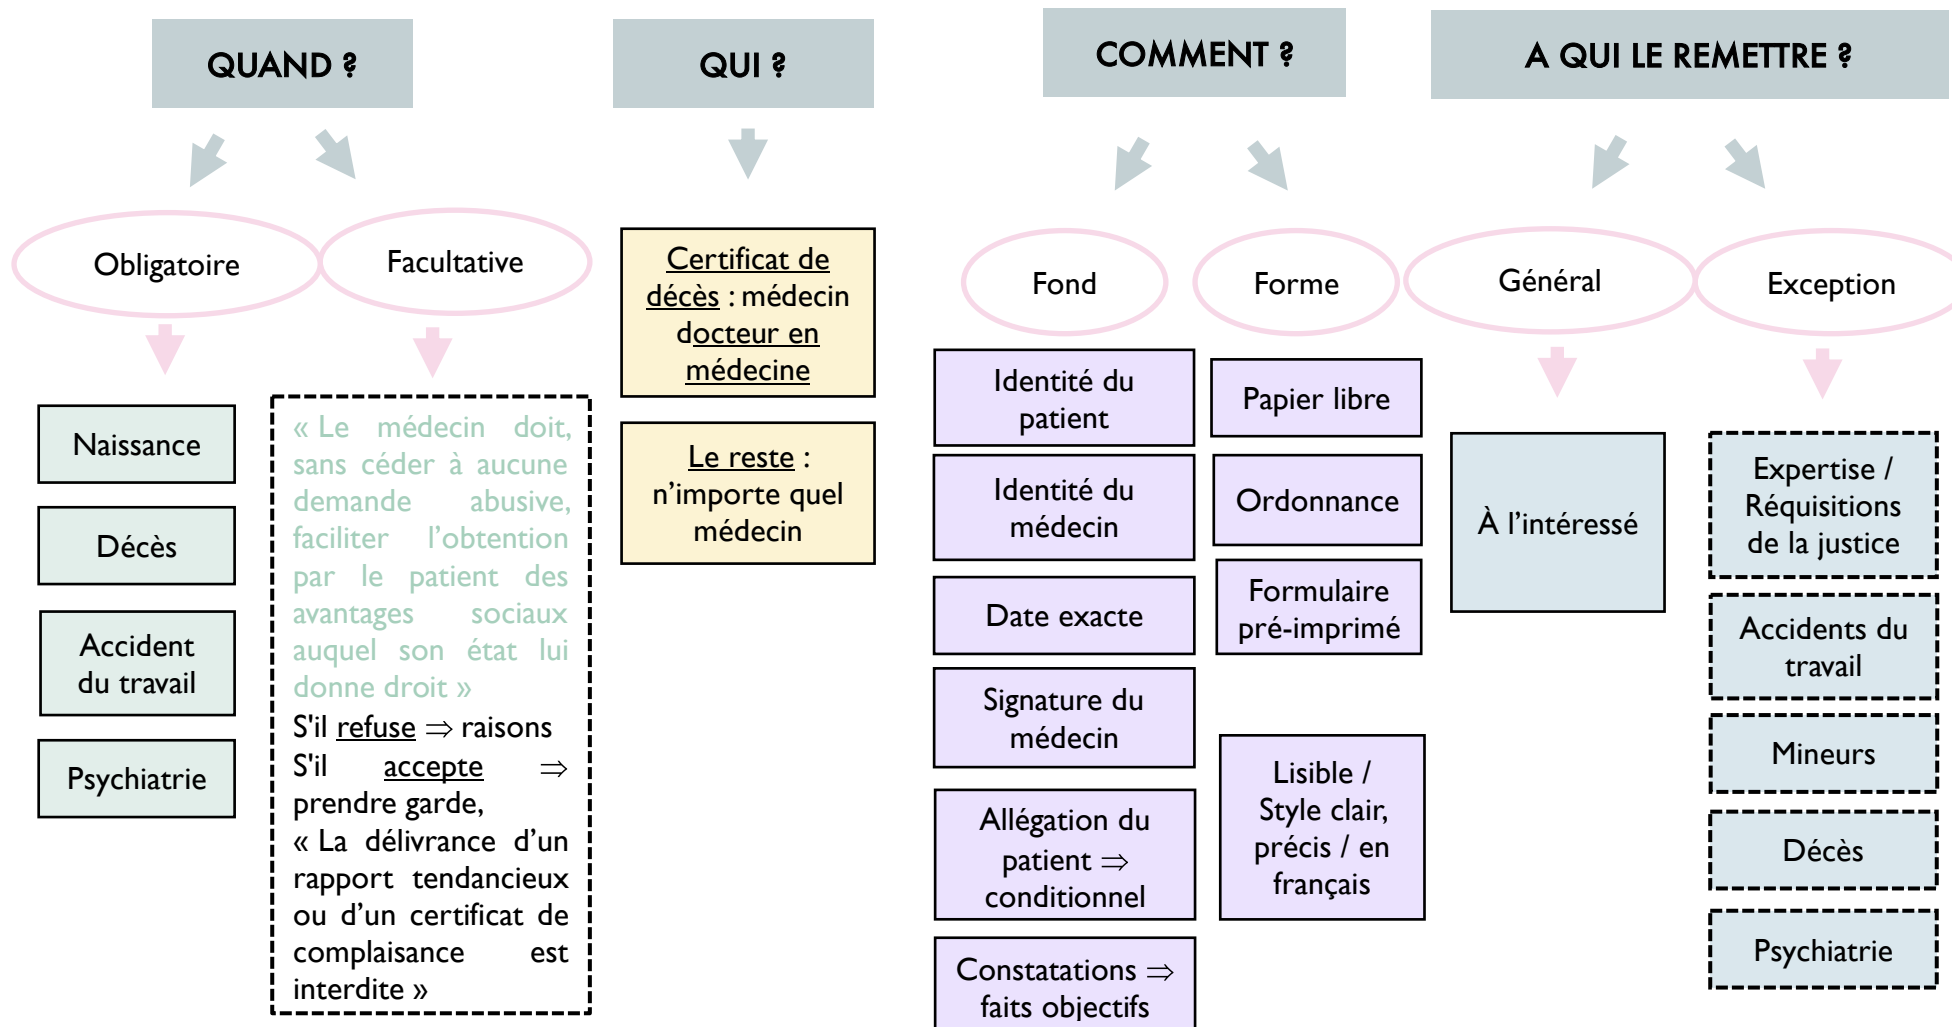 QUAND ?
Obligatoire
Naissance
Décès
Accident
du travail
Psychiatrie
Facultative
« Le médecin doit,
sans céder à aucune
demande abusive,
faciliter l’obtention
par le patient des
avantages sociaux
auquel son état lui
donne droit »
S'il refuse ⇒ raisons
S'il accepte ⇒
prendre garde,
« La délivrance d’un
rapport tendancieux
ou d’un certificat de
complaisance est
interdite »
QUI ?
Certificat de
décès : médecin
docteur en
médecine
Le reste :
n’importe quel
médecin
COMMENT ?
Fond
Identité du
patient
Identité du
médecin
Date exacte
Signature du
médecin
Allégation du
patient ⇒
conditionnel
Constatations ⇒
faits objectifs
Forme
Papier libre
Ordonnance
Formulaire
pré-imprimé
Lisible /
Style clair,
précis / en
français
A QUI LE REMETTRE ?
Général
À l’intéressé
Exception
Expertise /
Réquisitions
de la justice
Accidents du
travail
Mineurs
Décès
Psychiatrie